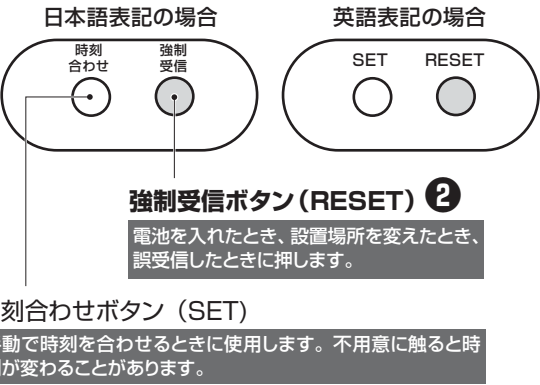 日本語表記の場合
英語表記の場合
時刻
合わせ
強制
受信
SET
RESET
強制受信ボタン（RESET）❷
電池を入れたとき、設置場所を変えたとき、
誤受信したときに押します。
刻合わせボタン（SET）
動で時刻を合わせるときに使用します。不用意に触ると時
が変わることがあります。